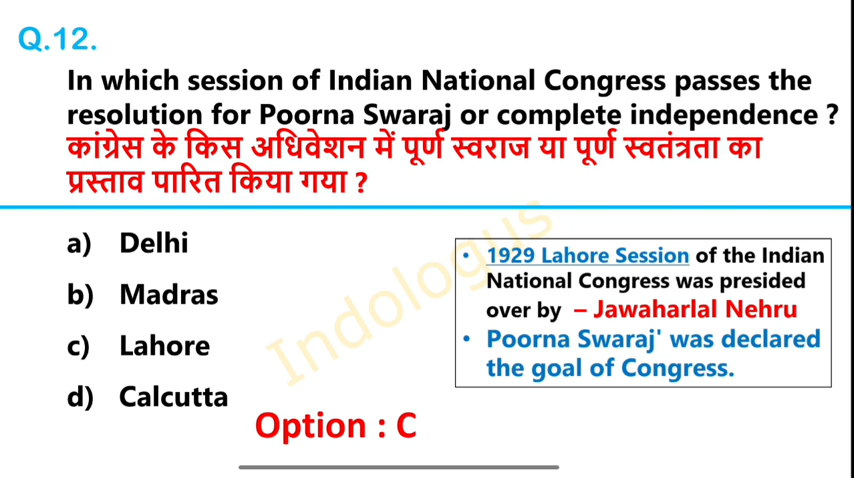 Q.12.
In which session of Indian National Congress passes the
resolution for Poorna Swaraj or complete independence ?
कांग्रेस के किस अधिवेशन में पूर्ण स्वराज या पूर्ण स्वतंत्रता का
प्रस्ताव पारित किया गया ?
a) Delhi
b) Madras
c) Lahore
d) Calcutta
Option : C
• 1929 Lahore Session of the Indian
National Congress was presided
over by – Jawaharlal Nehru
• Poorna Swaraj' was declared
the goal of Congress.
Indologus